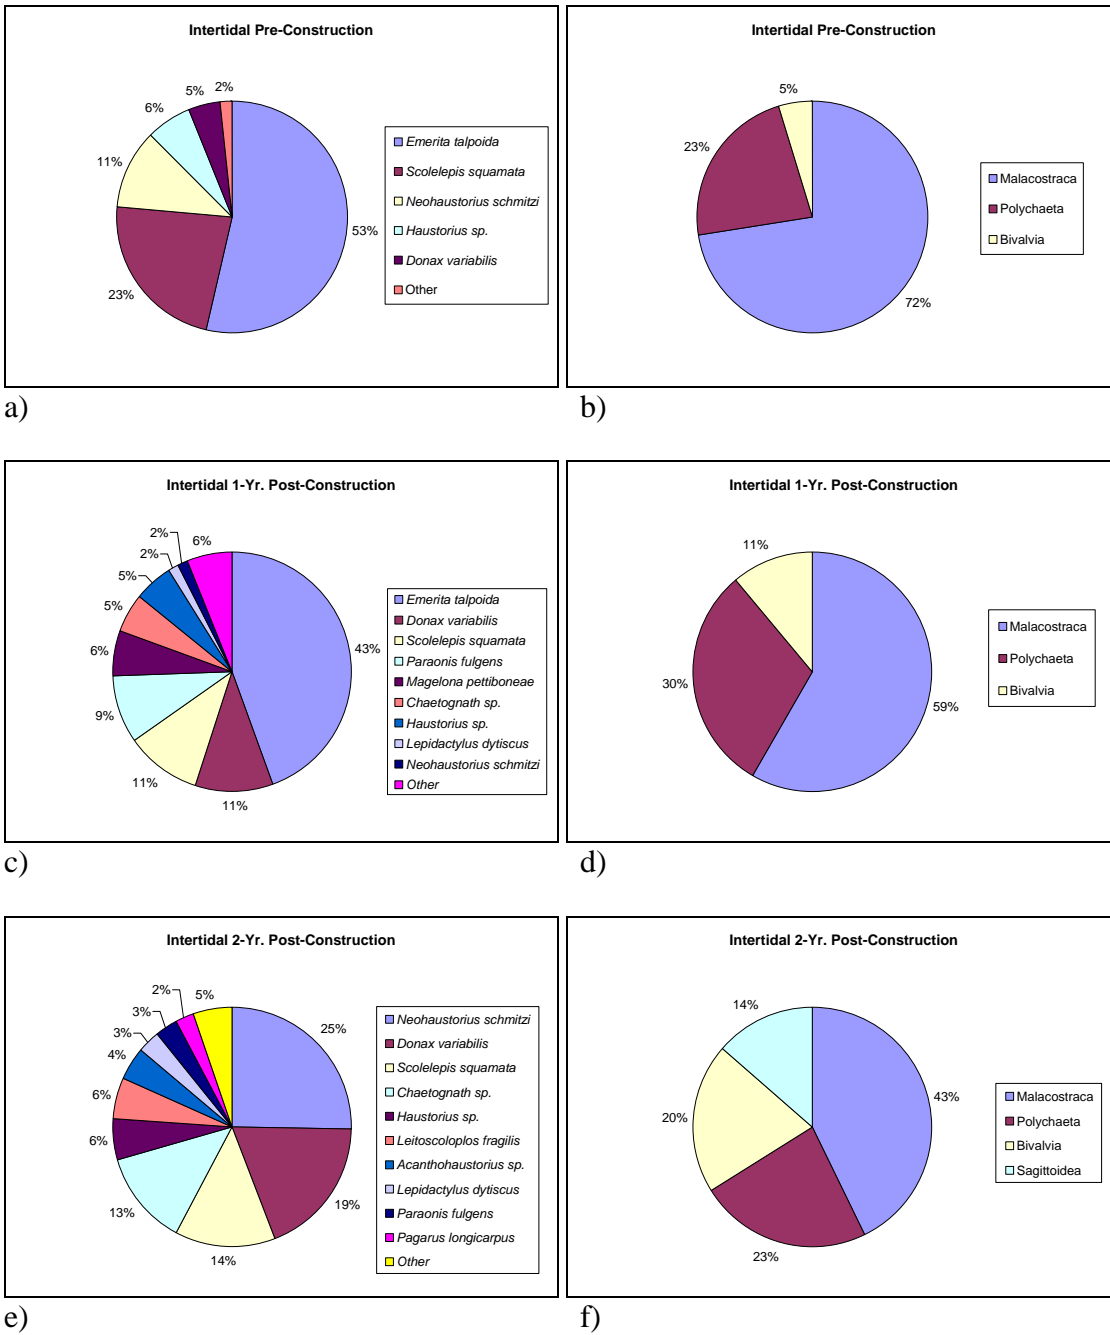 Intertidal Pre-Construction
2%
5%
6%
11%
53%
23%
Emerita talpoida
Scolelepis squamata
Neohaustorius schmitzi
Haustorius sp.
Donax variabilis
Other
a)
Intertidal Pre-Construction
5%
23%
72%
Malacostraca
Polychaeta
Bivalvia
b)
Intertidal 1-Yr. Post-Construction
2%
6%
2%
5%
5%
43%
6%
9%
11%
11%
Emerita talpoida
Donax variabilis
Scolelepis squamata
Paraonis fulgens
Magelona pettiboneae
Chaetognath sp.
Haustorius sp.
Lepidactylus dytiscus
Neohaustorius schmitzi
Other
c)
Intertidal 1-Yr. Post-Construction
11%
30%
59%
Malacostraca
Polychaeta
Bivalvia
d)
Intertidal 2-Yr. Post-Construction
2%
5%
3%
25%
3%
4%
6%
6%
13%
19%
14%
Neohaustorius schmitzi
Donax variabilis
Scolelepis squamata
Chaetognath sp.
Haustorius sp.
Leitoscoloplos fragilis
Acanthohaustorius sp.
Lepidactylus dytiscus
Paraonis fulgens
Pagarus longicarpus
Other
e)
Intertidal 2-Yr. Post-Construction
14%
43%
20%
23%
Malacostraca
Polychaeta
Bivalvia
Sagittoidea
f)